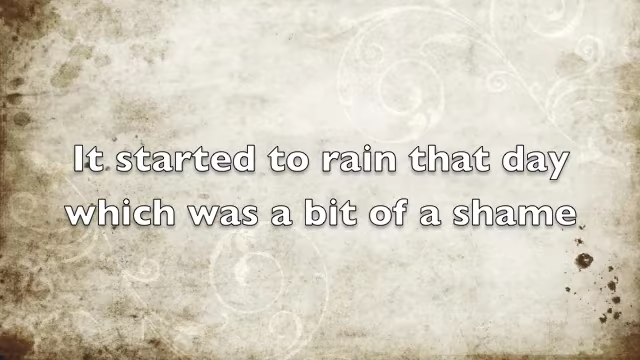 It started to rain that day
which was a bit of a shame